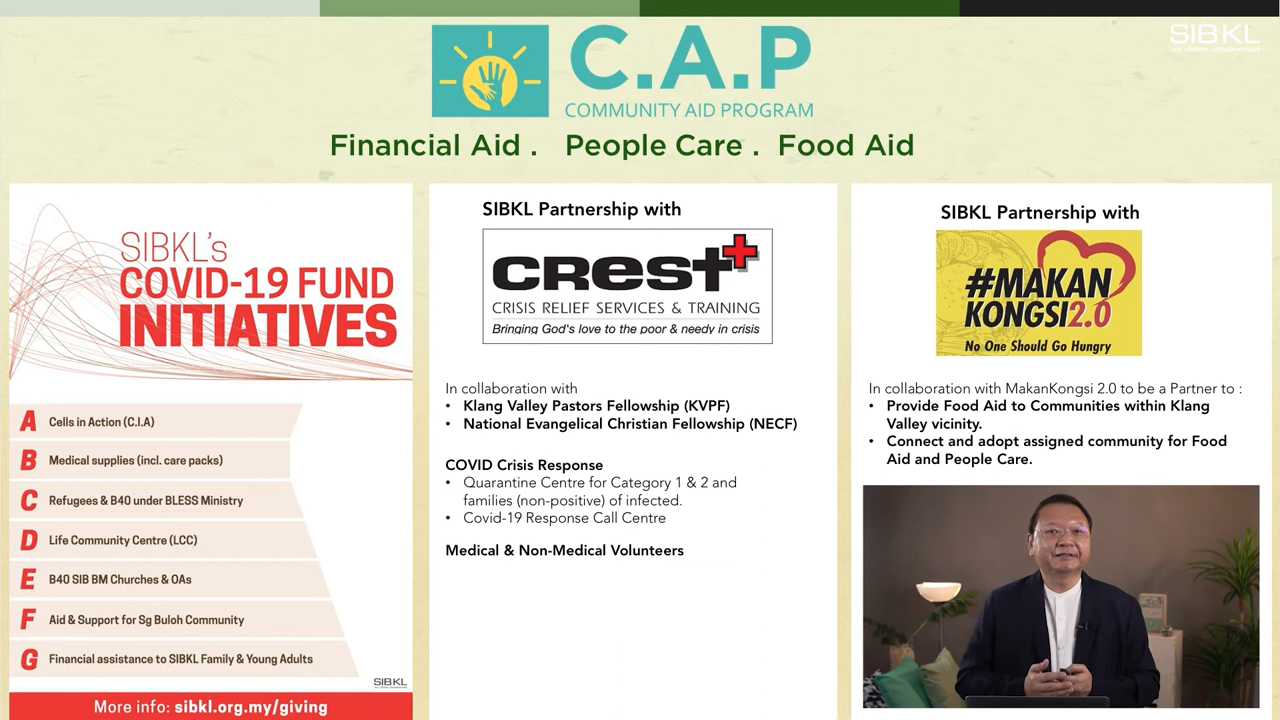 SIBKL
C.A.P
COMMUNITY AID PROGRAM
Financial Aid . People Care . Food Aid
SIBKL's
COVID-19 FUND
INITIATIVES
A Cells in Action (C.I.A)
B Medical supplies (incl. care packs)
C Refugees & B40 under BLESS Ministry
D Life Community Centre (LCC)
E B40 SIB BM Churches & OAs
F Aid & Support for Sg Buloh Community
G Financial assistance to SIBKL Family & Young Adults
SIBKL
More info: sibkl.org.my/giving
SIBKL Partnership with
crest
CRISIS RELIEF SERVICES & TRAINING
Bringing God's love to the poor & needy in crisis
In collaboration with
• Klang Valley Pastors Fellowship (KVPF)
• National Evangelical Christian Fellowship (NECF)
COVID Crisis Response
• Quarantine Centre for Category 1 & 2 and
families (non-positive) of infected.
• Covid-19 Response Call Centre
Medical & Non-Medical Volunteers
SIBKL Partnership with
#MAKAN
KONGSI2.0
No One Should Go Hungry
In collaboration with MakanKongsi 2.0 to be a Partner to :
• Provide Food Aid to Communities within Klang
Valley vicinity.
• Connect and adopt assigned community for Food
Aid and People Care.